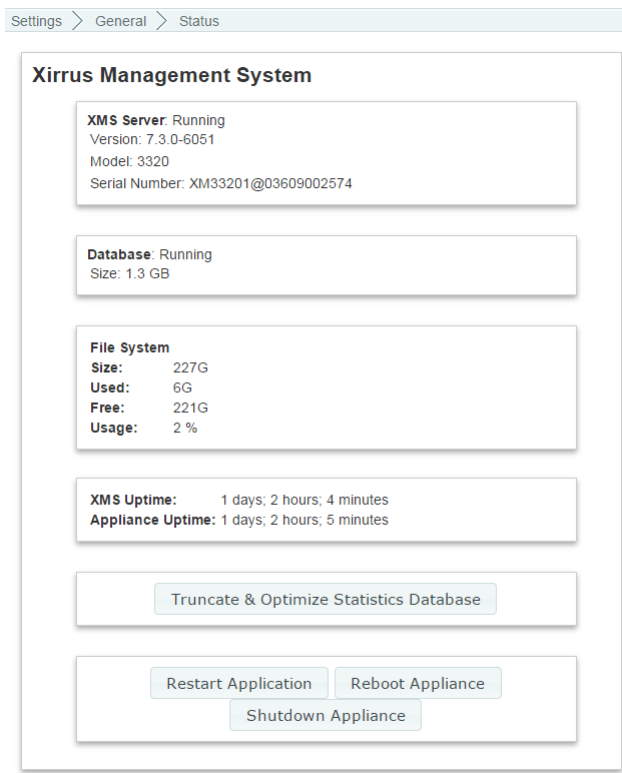 Settings > General > Status
Xirrus Management System
XMS Server: Running
Version: 7.3.0-6051
Model: 3320
Serial Number: XM33201@03609002574
Database: Running
Size: 1.3 GB
File System
Size: 227G
Used: 6G
Free: 221G
Usage: 2 %
XMS Uptime: 1 days; 2 hours; 4 minutes
Appliance Uptime: 1 days; 2 hours; 5 minutes
Truncate & Optimize Statistics Database
Restart Application Reboot Appliance
Shutdown Appliance